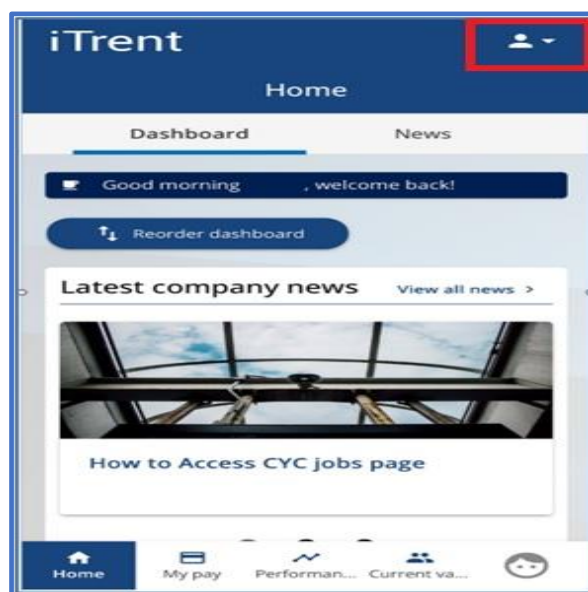 iTrent
Home
Dashboard News
Good morning , welcome back!
Reorder dashboard
Latest company news View all news >
How to Access CYC jobs page
Home My pay Performan... Current va...